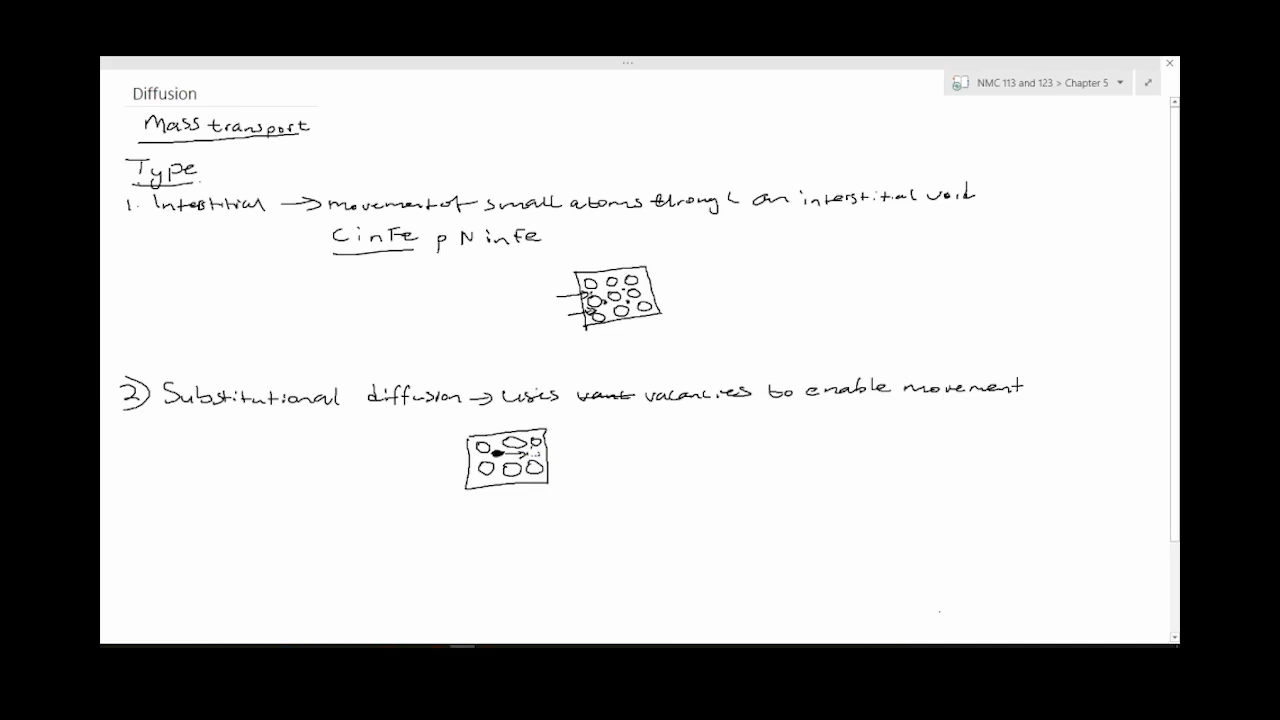 NMC 113 and 123 > Chapter 5
Diffusion
Mass transport
Type
1. Interstitial → movement of small atoms through an interstitial void
C in Fe, N in Fe
2) Substitutional diffusion → uses vacancies to enable movement